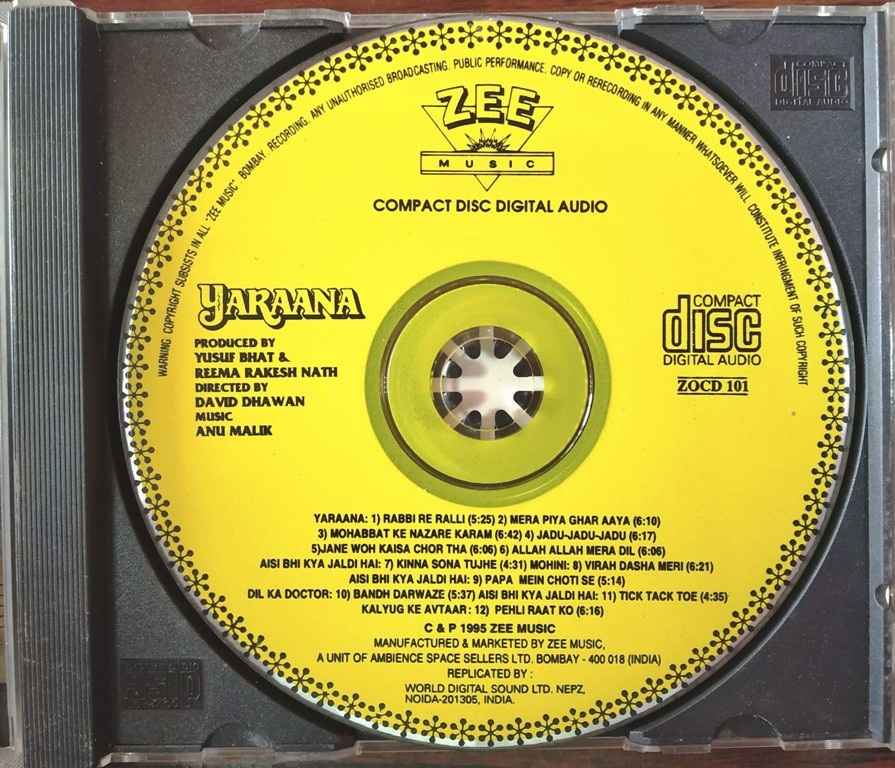 WARNING: COPYRIGHT SUBSISTS IN ALL "ZEE MUSIC". BOMBAY. RECORDING. ANY UNAUTHORISED BROADCASTING. PUBLIC PERFORMANCE. COPY OR RERECORDING IN ANY MANNER WHATSOEVER WILL CONSTITUTE INFRINGMENT OF SUCH COPYRIGHT
ZEE
MUSIC
COMPACT DISC DIGITAL AUDIO
COMPACT
disc
DIGITAL AUDIO
YARAANA
PRODUCED BY
YUSUF BHAT &
REEMA RAKESH NATH
DIRECTED BY
DAVID DHAWAN
MUSIC
ANU MALIK
COMPACT
disc
DIGITAL AUDIO
ZOCD 101
YARAANA: 1) RABBI RE RALLI (5:25) 2) MERA PIYA GHAR AAYA (6:10)
3) MOHABBAT KE NAZARE KARAM (6:42) 4) JADU-JADU-JADU (6:17)
5)JANE WOH KAISA CHOR THA (6:06) 6) ALLAH ALLAH MERA DIL (6:06)
AISI BHI KYA JALDI HAI: 7) KINNA SONA TUJHE (4:31) MOHINI: 8) VIRAH DASHA MERI (6:21)
AISI BHI KYA JALDI HAI: 9) PAPA MEIN CHOTI SE (5:14)
DIL KA DOCTOR: 10) BANDH DARWAZE (5:37) AISI BHI KYA JALDI HAI: 11) TICK TACK TOE (4:35)
KALYUG KE AVTAAR: 12) PEHLI RAAT KO (6:16)
C & P 1995 ZEE MUSIC
MANUFACTURED & MARKETED BY ZEE MUSIC,
A UNIT OF AMBIENCE SPACE SELLERS LTD. BOMBAY - 400 018 (INDIA)
REPLICATED BY :
WORLD DIGITAL SOUND LTD. NEPZ,
NOIDA-201305, INDIA.